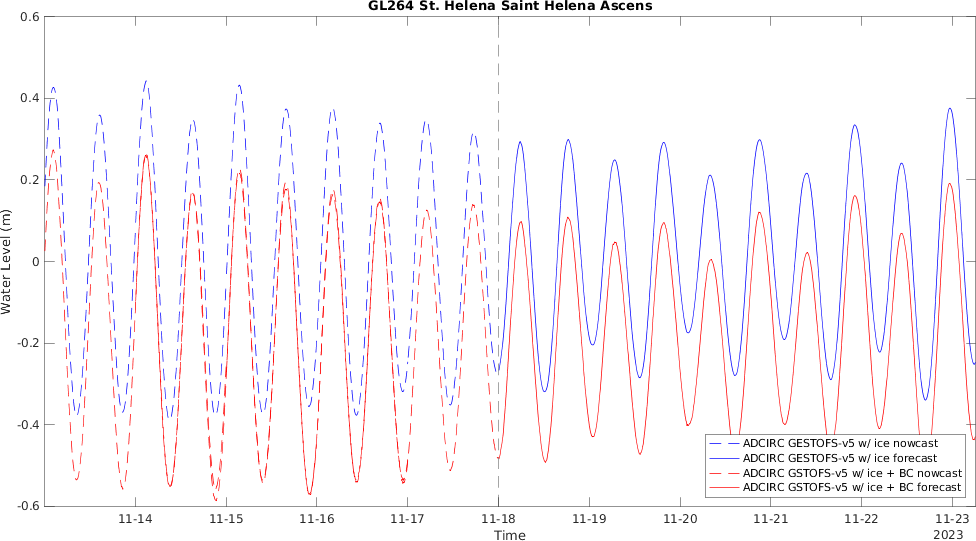 GL264 St. Helena Saint Helena Ascens
0.6
0.4
0.2
0
-0.2
-0.4
-0.6
Water Level (m)
ADCIRC GESTOFS-v5 w/ ice nowcast
ADCIRC GESTOFS-v5 w/ ice forecast
ADCIRC GSTOFS-v5 w/ ice + BC nowcast
ADCIRC GSTOFS-v5 w/ ice + BC forecast
11-14 11-15 11-16 11-17 11-18 11-19 11-20 11-21 11-22 11-23
Time 2023